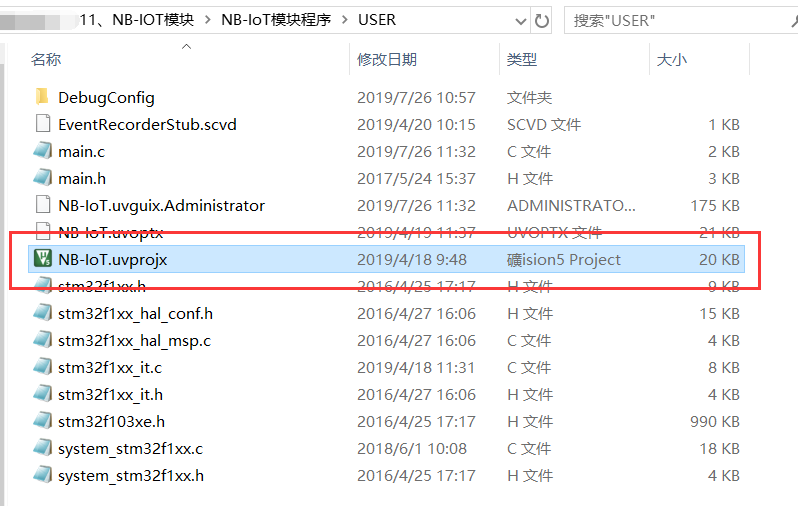 11、NB-IOT模块 > NB-IoT模块程序 > USER 搜索"USER"
名称 修改日期 类型 大小
DebugConfig 2019/7/26 10:57 文件夹
EventRecorderStub.scvd 2019/4/20 10:15 SCVD 文件 1 KB
main.c 2019/7/26 11:32 C 文件 2 KB
main.h 2017/5/24 15:37 H 文件 3 KB
NB-IoT.uvguix.Administrator 2019/7/26 11:32 ADMINISTRATO... 175 KB
NB-IoT.uvoptx 2019/4/19 11:37 UVOPTX 文件 21 KB
NB-IoT.uvprojx 2019/4/18 9:48 礦ision5 Project 20 KB
stm32f1xx.h 2016/4/25 17:17 H 文件 9 KB
stm32f1xx_hal_conf.h 2016/4/27 16:06 H 文件 15 KB
stm32f1xx_hal_msp.c 2016/4/27 16:06 C 文件 4 KB
stm32f1xx_it.c 2019/4/18 11:31 C 文件 8 KB
stm32f1xx_it.h 2016/4/27 16:06 H 文件 4 KB
stm32f103xe.h 2016/4/25 17:17 H 文件 990 KB
system_stm32f1xx.c 2018/6/1 10:08 C 文件 18 KB
system_stm32f1xx.h 2016/4/25 17:17 H 文件 4 KB